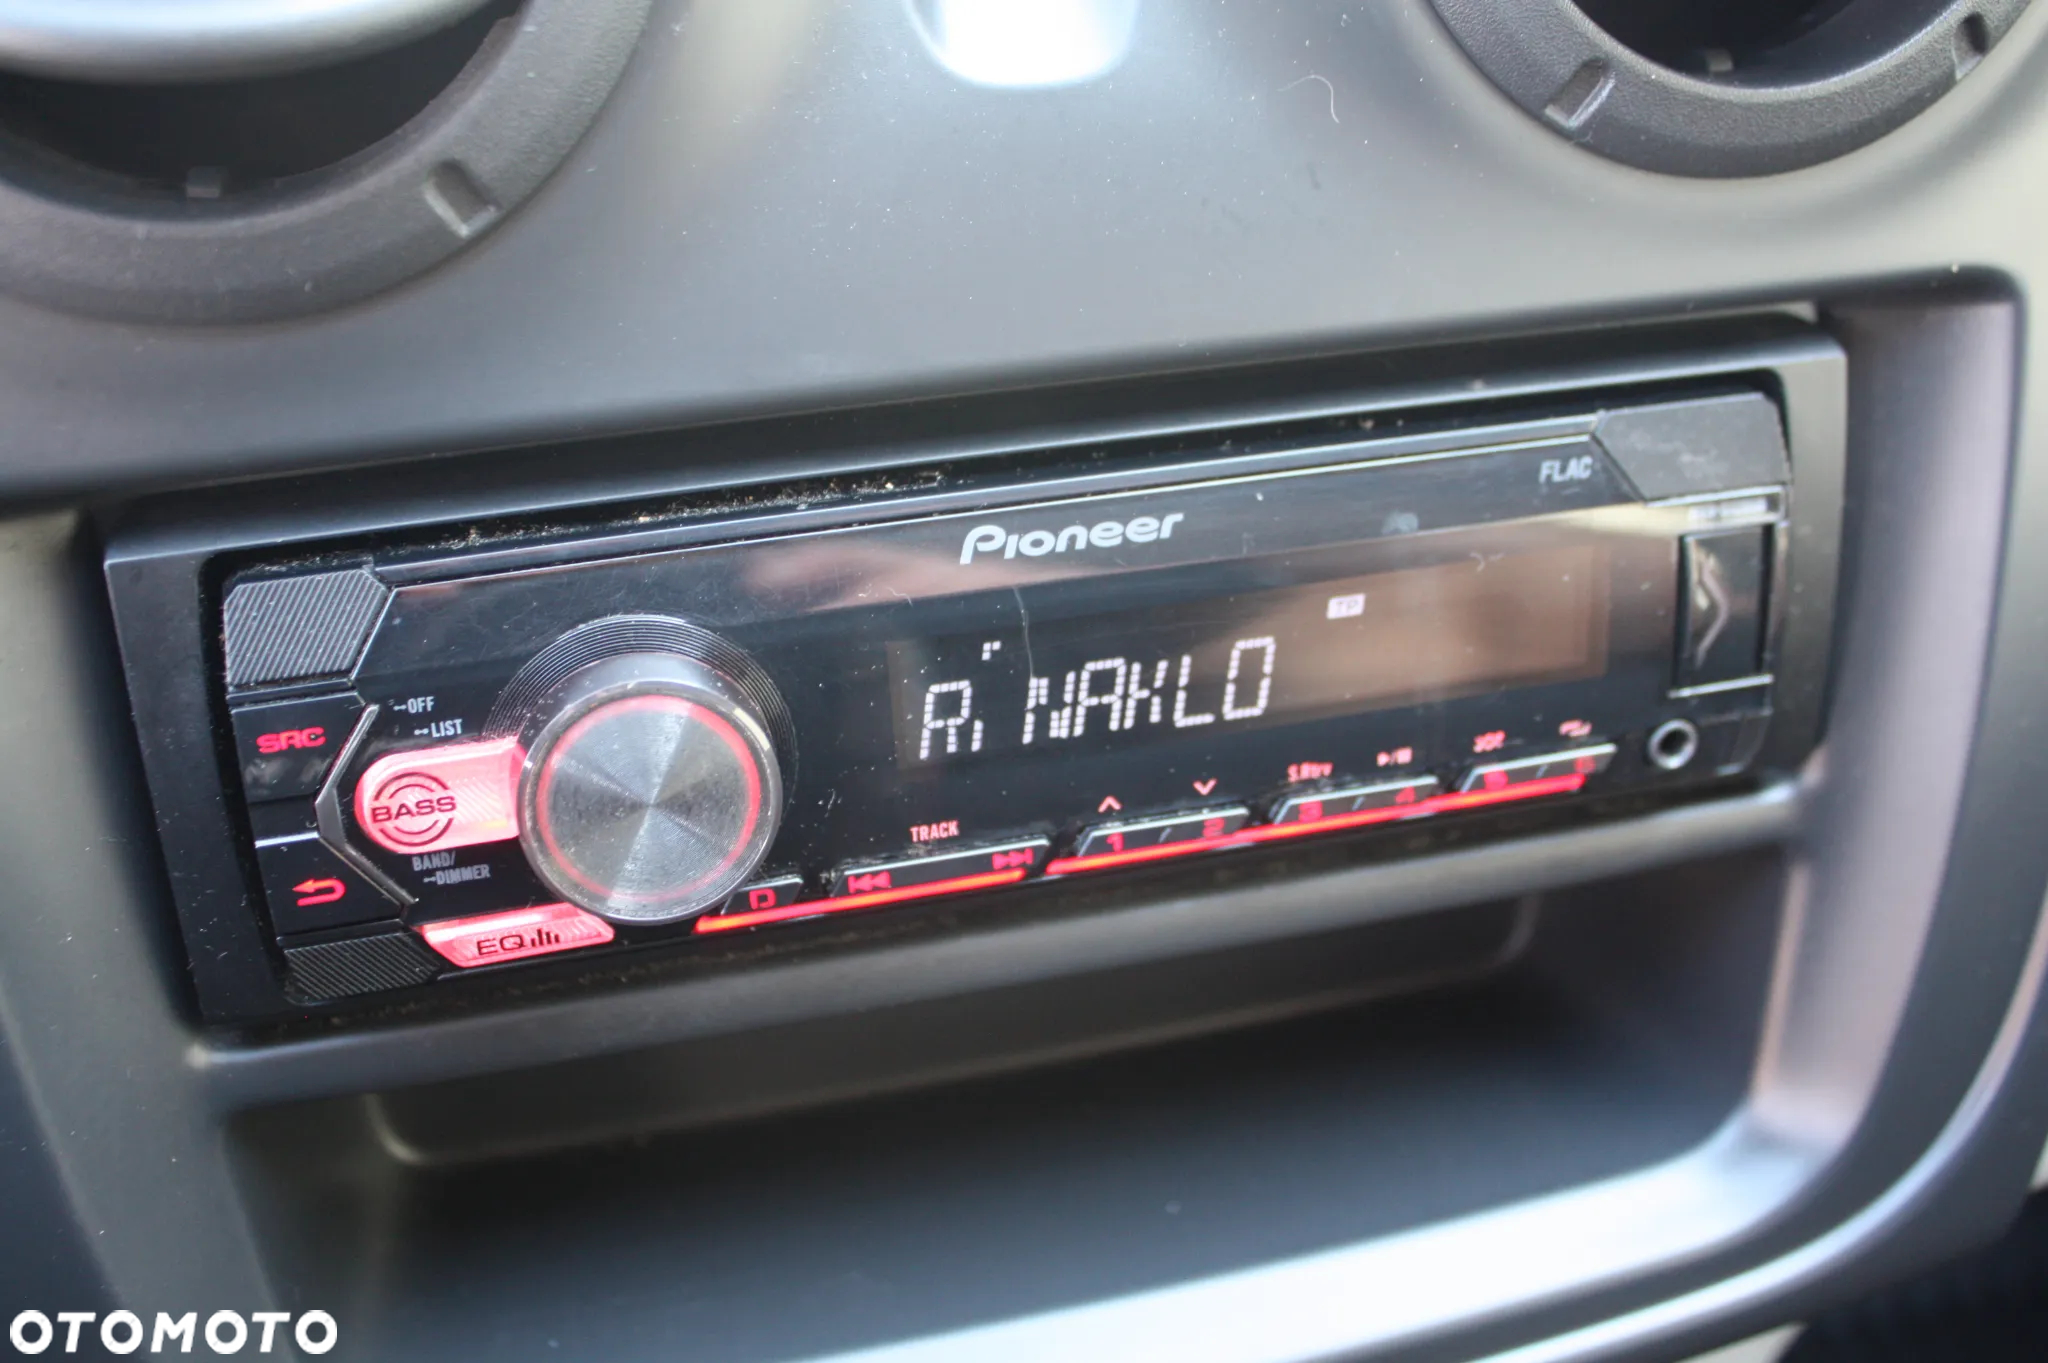 FLAC
Pioneer
TP
R. NAKLO
OFF
LIST
SRC
BASS
BAND/
DIMMER
EQ
D
TRACK
S.Rtrv
1 / 2
3 / 4
5 / 6
OTOMOTO